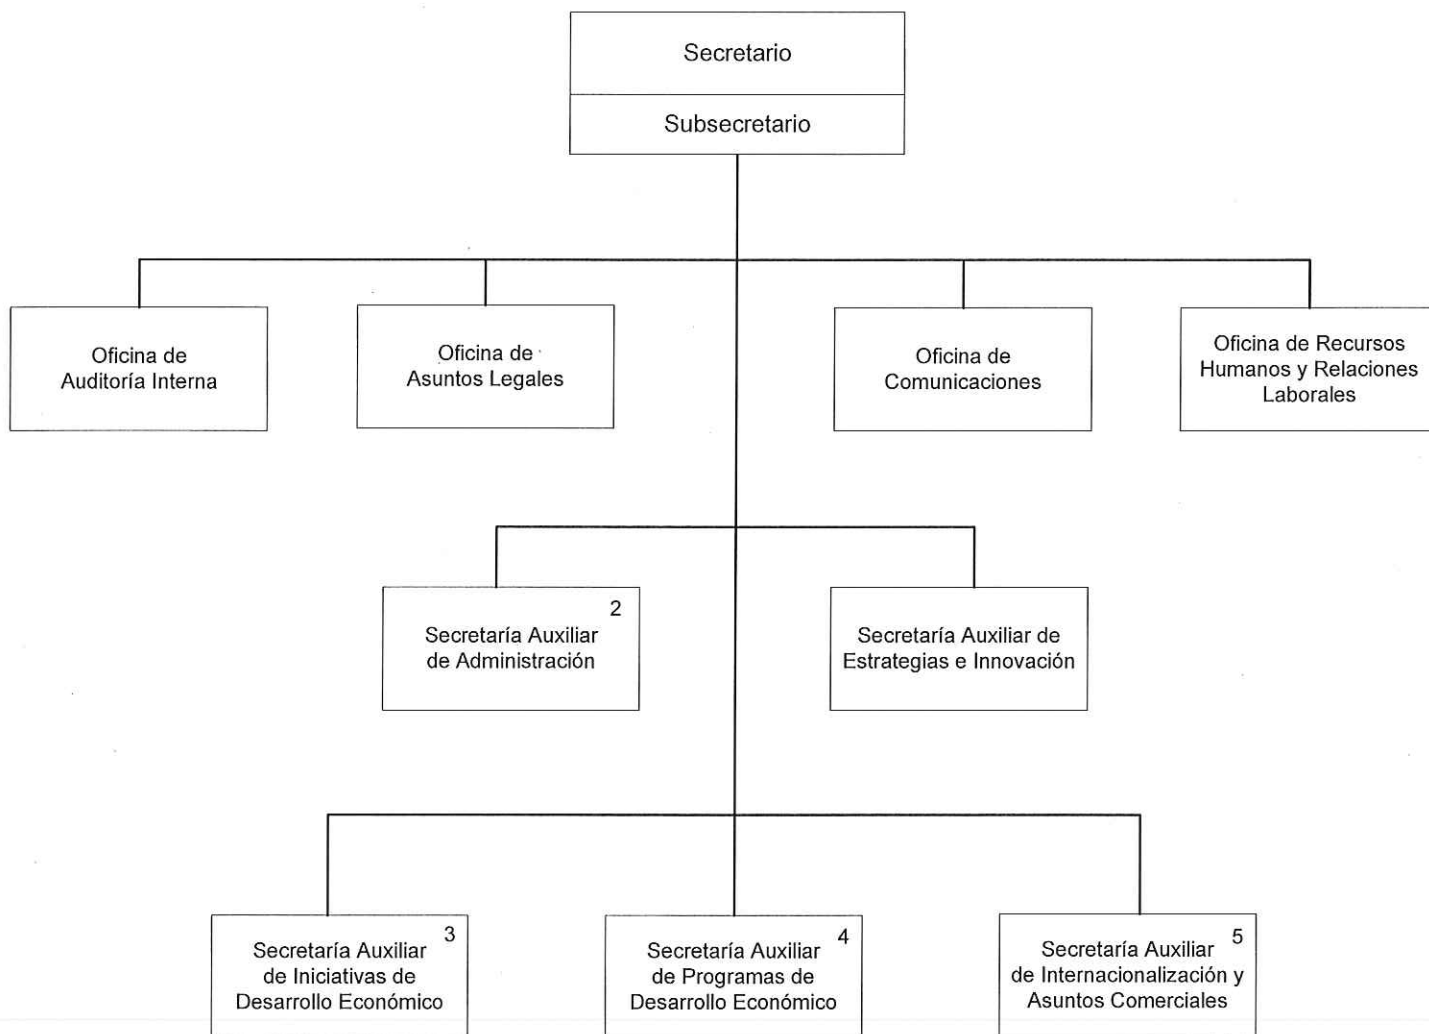 Secretario
Subsecretario
Oficina de
Auditoría Interna
Oficina de
Asuntos Legales
Oficina de
Comunicaciones
Oficina de Recursos
Humanos y Relaciones
Laborales
2
Secretaría Auxiliar
de Administración
Secretaría Auxiliar de
Estrategias e Innovación
3
Secretaría Auxiliar
de Iniciativas de
Desarrollo Económico
4
Secretaría Auxiliar
de Programas de
Desarrollo Económico
5
Secretaría Auxiliar
de Internacionalización y
Asuntos Comerciales